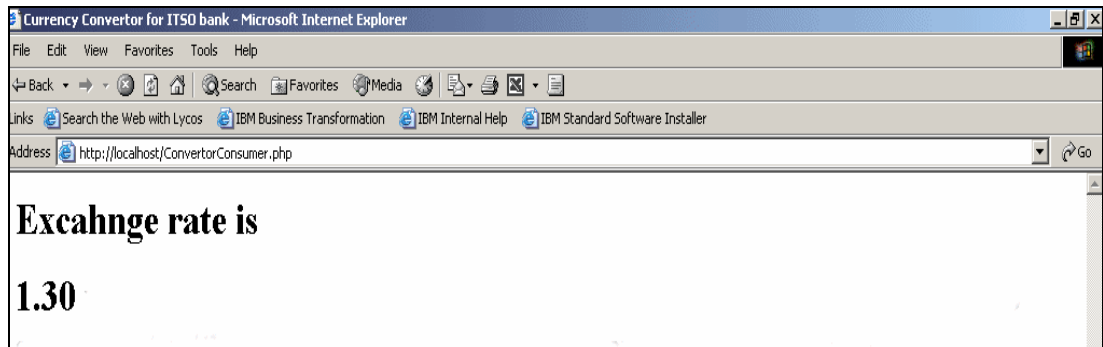 Currency Convertor for ITSO bank - Microsoft Internet Explorer
File Edit View Favorites Tools Help
Back Search Favorites Media
Links Search the Web with Lycos IBM Business Transformation IBM Internal Help IBM Standard Software Installer
Address http://localhost/ConvertorConsumer.php Go
Excahnge rate is
1.30